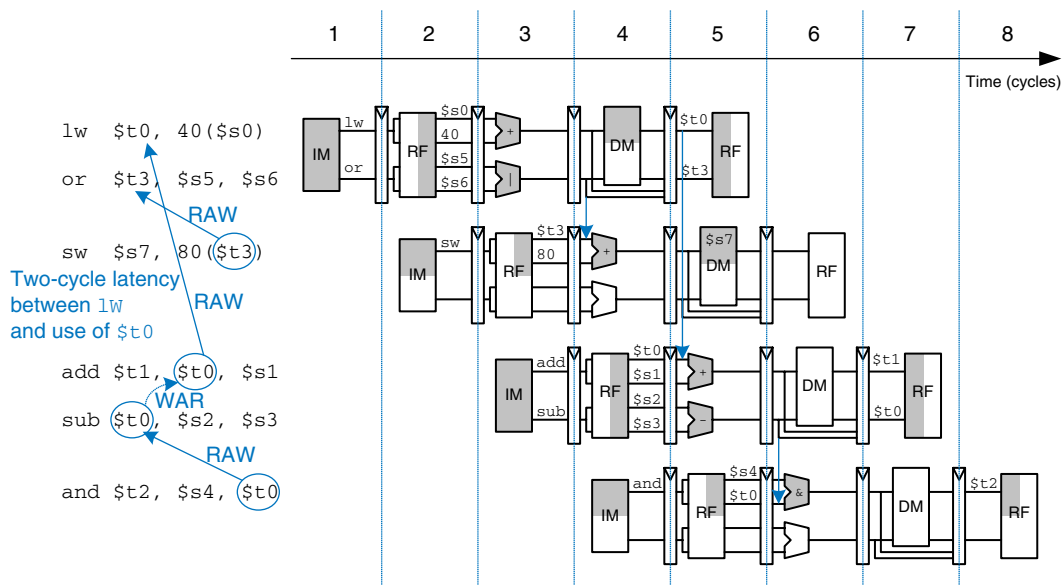 1 2 3 4 5 6 7 8
Time (cycles)
lw $t0, 40($s0)
or $t3, $s5, $s6
RAW
sw $s7, 80($t3)
Two-cycle latency
between lW
and use of $t0
RAW
add $t1, $t0, $s1
WAR
sub $t0, $s2, $s3
RAW
and $t2, $s4, $t0
IM lw or RF $s0 40 $s5 $s6 + | DM $t0 $t3 RF
IM sw RF $t3 80 + $s7 DM RF
IM add sub RF $t0 $s1 $s2 $s3 + - DM $t1 $t0 RF
IM and RF $s4 $t0 & DM $t2 RF